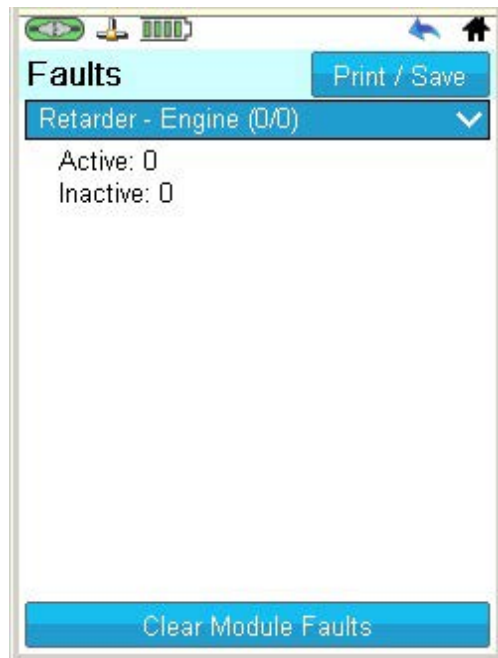 Faults
Print / Save
Retarder - Engine (0/0)
Active: 0
Inactive: 0
Clear Module Faults